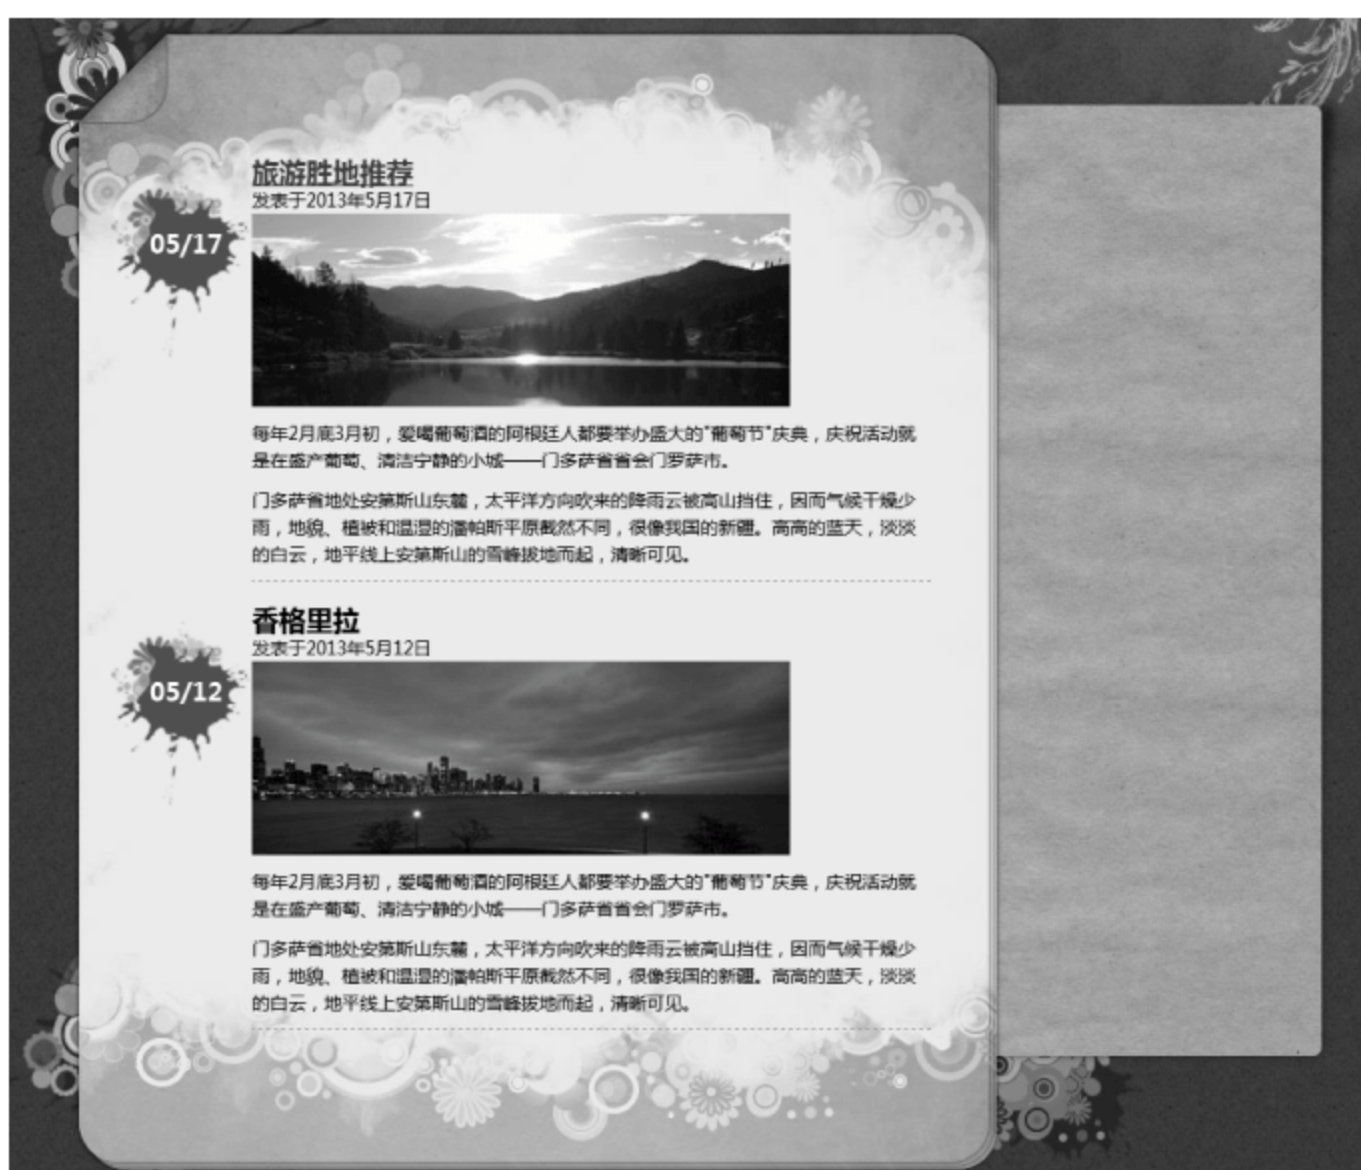 旅游胜地推荐
发表于2013年5月17日
05/17
每年2月底3月初，爱喝葡萄酒的阿根廷人都要举办盛大的"葡萄节"庆典，庆祝活动就
是在盛产葡萄、清洁宁静的小城——门多萨省省会门罗萨市。
门多萨省地处安第斯山东麓，太平洋方向吹来的降雨云被高山挡住，因而气候干燥少
雨，地貌、植被和温湿的潘帕斯平原截然不同，很像我国的新疆。高高的蓝天，淡淡
的白云，地平线上安第斯山的雪峰拔地而起，清晰可见。
香格里拉
发表于2013年5月12日
05/12
每年2月底3月初，爱喝葡萄酒的阿根廷人都要举办盛大的"葡萄节"庆典，庆祝活动就
是在盛产葡萄、清洁宁静的小城——门多萨省省会门罗萨市。
门多萨省地处安第斯山东麓，太平洋方向吹来的降雨云被高山挡住，因而气候干燥少
雨，地貌、植被和温湿的潘帕斯平原截然不同，很像我国的新疆。高高的蓝天，淡淡
的白云，地平线上安第斯山的雪峰拔地而起，清晰可见。